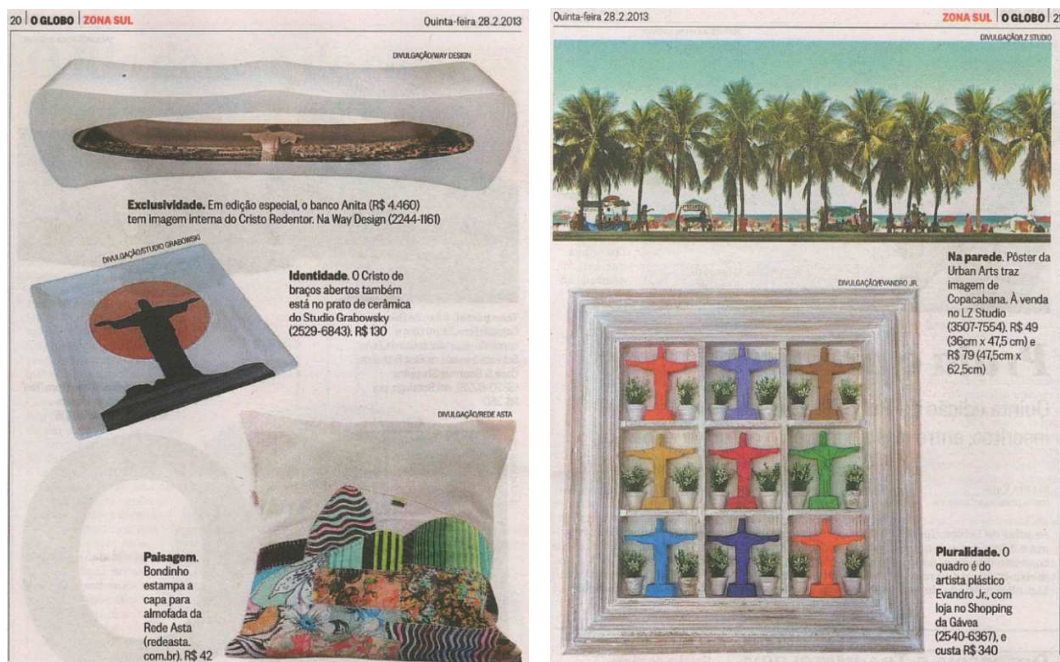 20 | O GLOBO | ZONA SUL
Quinta-feira 28.2.2013
DIVULGAÇÃO/WAY DESIGN
Exclusividade. Em edição especial, o banco Anita (R$ 4.460)
tem imagem interna do Cristo Redentor. Na Way Design (2244-1161)
DIVULGAÇÃO/STUDIO GRABOWSKI
Identidade. O Cristo de
braços abertos também
está no prato de cerâmica
do Studio Grabowsky
(2529-6843). R$ 130
DIVULGAÇÃO/REDE ASTA
Paisagem.
Bondinho
estampa a
capa para
almofada da
Rede Asta
(redeasta.
com.br). R$ 42
Quinta-feira 28.2.2013
ZONA SUL | O GLOBO |
DIVULGAÇÃO/LZ STUDIO
Na parede. Pôster da
Urban Arts traz
imagem de
Copacabana. À venda
no LZ Studio
(3507-7554). R$ 49
(36cm x 47,5 cm) e
R$ 79 (47,5cm x
62,5cm)
DIVULGAÇÃO/EVANDRO JR.
Pluralidade. O
quadro é do
artista plástico
Evandro Jr., com
loja no Shopping
da Gávea
(2540-6367), e
custa R$ 340